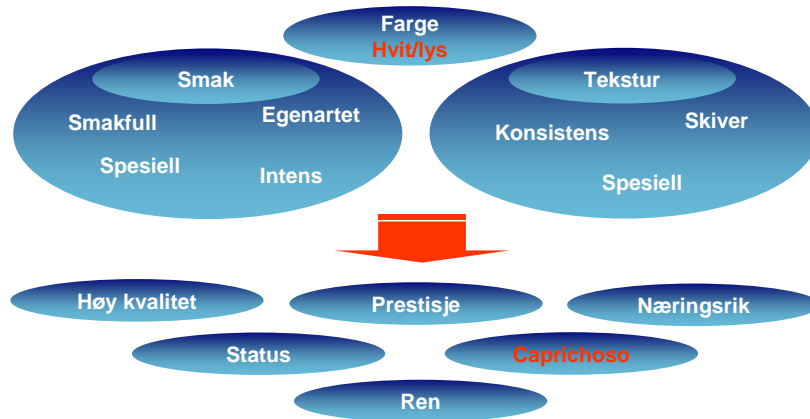 Farge
Hvit/lys
Smak
Smakfull
Egenartet
Spesiell
Intens
Tekstur
Konsistens
Skiver
Spesiell
Høy kvalitet
Prestisje
Næringsrik
Status
Caprichoso
Ren